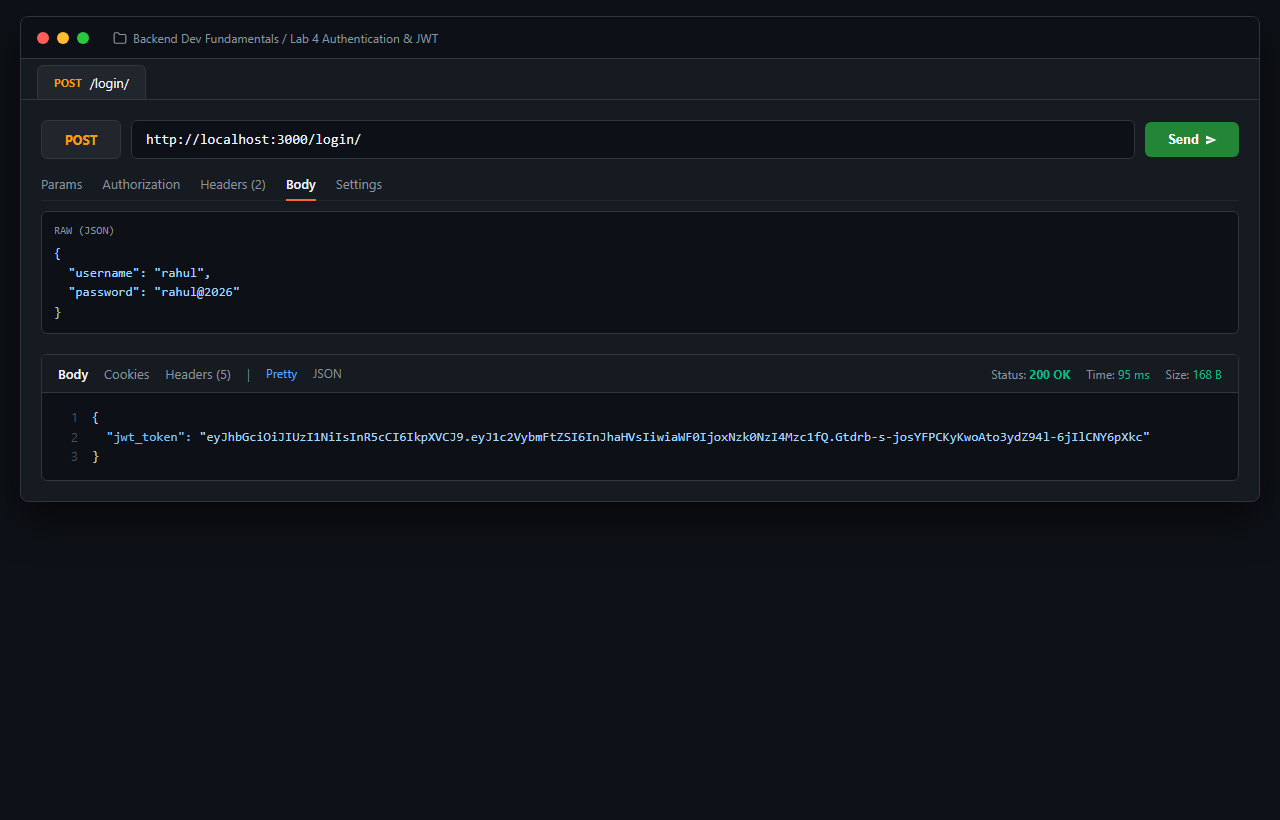 Backend Dev Fundamentals / Lab 4 Authentication & JWT
POST /login/
POST http://localhost:3000/login/ Send ➤
Params Authorization Headers (2) Body Settings
RAW (JSON)
{
"username": "rahul",
"password": "rahul@2026"
}
Body Cookies Headers (5) | Pretty JSON Status: 200 OK Time: 95 ms Size: 168 B
1 {
2 "jwt_token": "eyJhbGciOiJIUzI1NiIsInR5cCI6IkpXVCJ9.eyJ1c2VybmFtZSI6InJhaHVsIiwiaWF0IjoxNzk0NzI4Mzc1fQ.Gtdrb-s-josYFPCKyKwoAto3ydZ94l-6jIlCNY6pXkc"
3 }